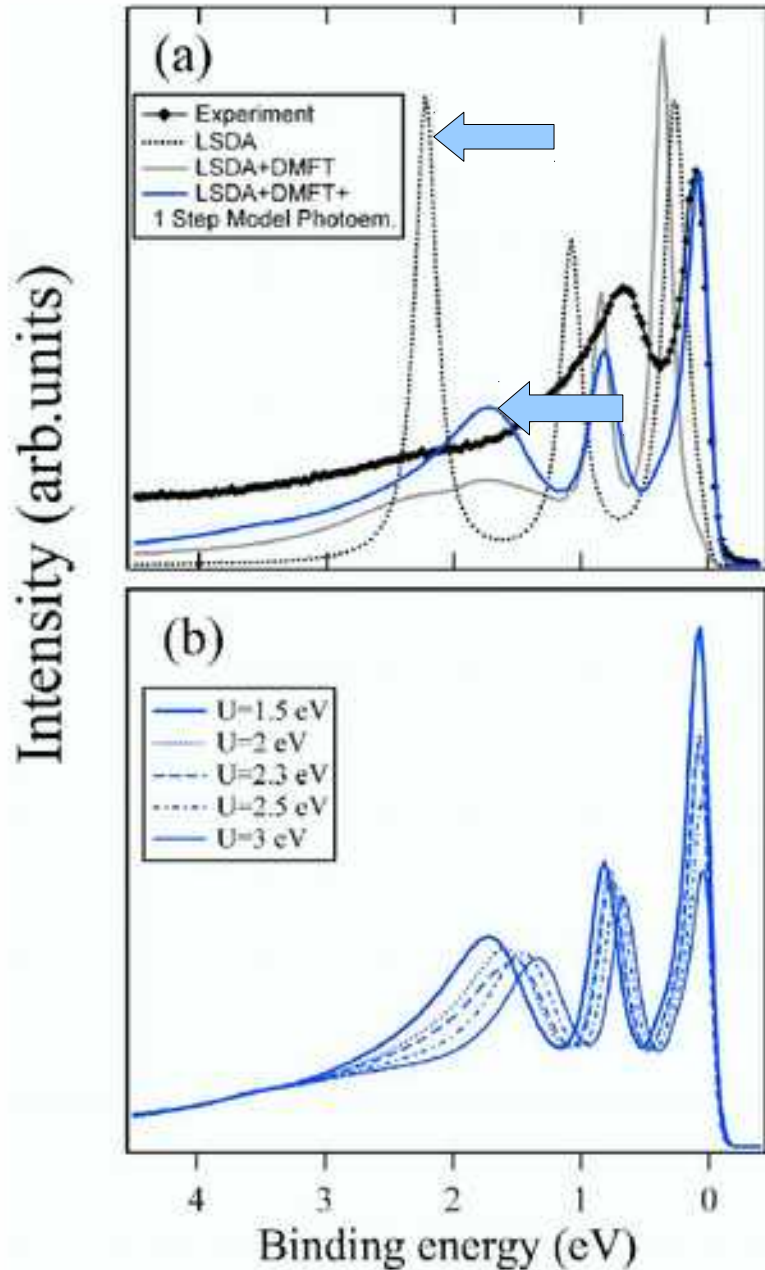 (a)
Experiment
LSDA
LSDA+DMFT
LSDA+DMFT+
1 Step Model Photoem.
Intensity (arb.units)
(b)
U=1.5 eV
U=2 eV
U=2.3 eV
U=2.5 eV
U=3 eV
4 3 2 1 0
Binding energy (eV)